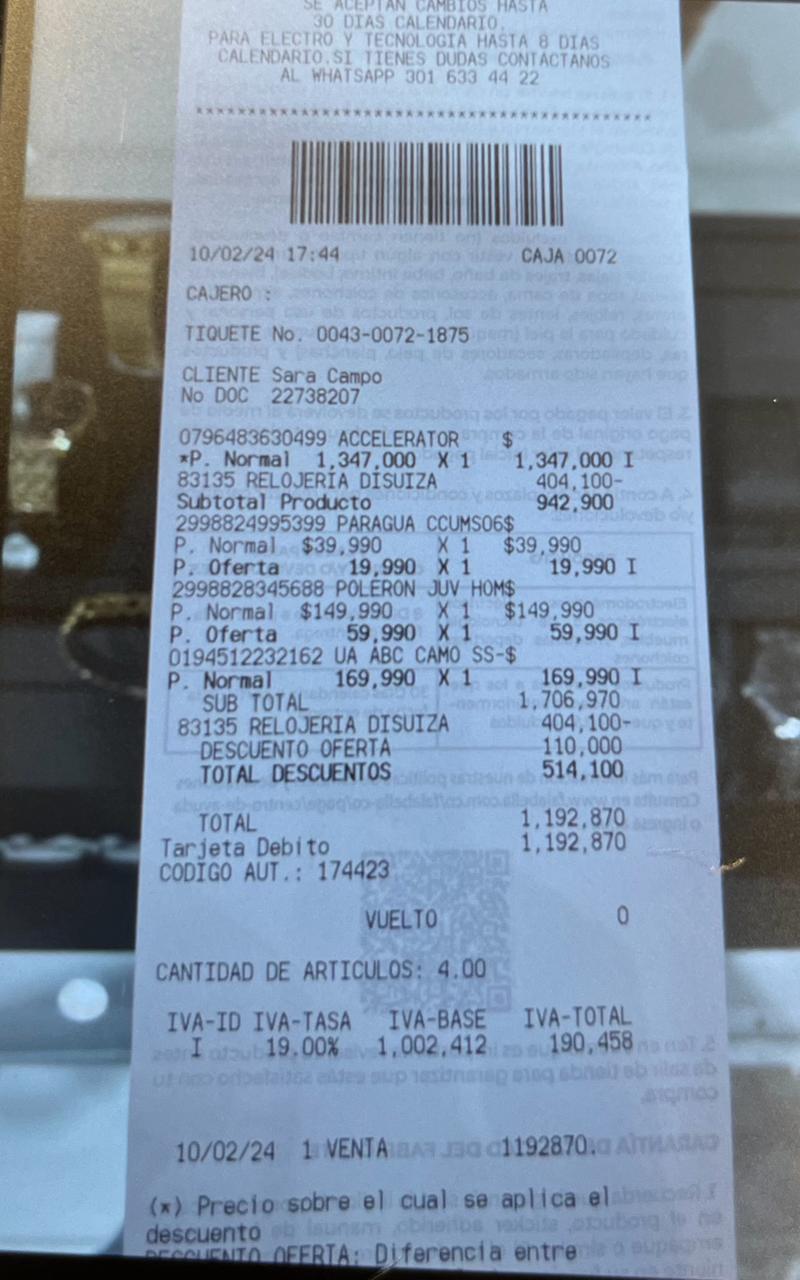 SE ACEPTAN CAMBIOS HASTA
30 DIAS CALENDARIO.
PARA ELECTRO Y TECNOLOGIA HASTA 8 DIAS
CALENDARIO.SI TIENES DUDAS CONTACTANOS
AL WHATSAPP 301 633 44 22
****************************************
10/02/24 17:44 CAJA 0072
CAJERO :
TIQUETE No. 0043-0072-1875
CLIENTE Sara Campo
No DOC 22738207
0796483630499 ACCELERATOR $
*P. Normal 1,347,000 X 1 1,347,000 I
83135 RELOJERIA DISUIZA 404,100-
Subtotal Producto 942,900
2998824995399 PARAGUA CCUMS06$
P. Normal $39,990 X 1 $39,990
P. Oferta 19,990 X 1 19,990 I
2998828345688 POLERON JUV HOM$
P. Normal $149,990 X 1 $149,990
P. Oferta 59,990 X 1 59,990 I
0194512232162 UA ABC CAMO SS-$
P. Normal 169,990 X 1 169,990 I
SUB TOTAL 1,706,970
83135 RELOJERIA DISUIZA 404,100-
DESCUENTO OFERTA 110,000
TOTAL DESCUENTOS 514,100
TOTAL 1,192,870
Tarjeta Debito 1,192,870
CODIGO AUT.: 174423
VUELTO 0
CANTIDAD DE ARTICULOS: 4.00
IVA-ID IVA-TASA IVA-BASE IVA-TOTAL
I 19.00% 1,002,412 190,458
10/02/24 1 VENTA 1192870.
(*) Precio sobre el cual se aplica el
descuento
DESCUENTO OFERTA: Diferencia entre